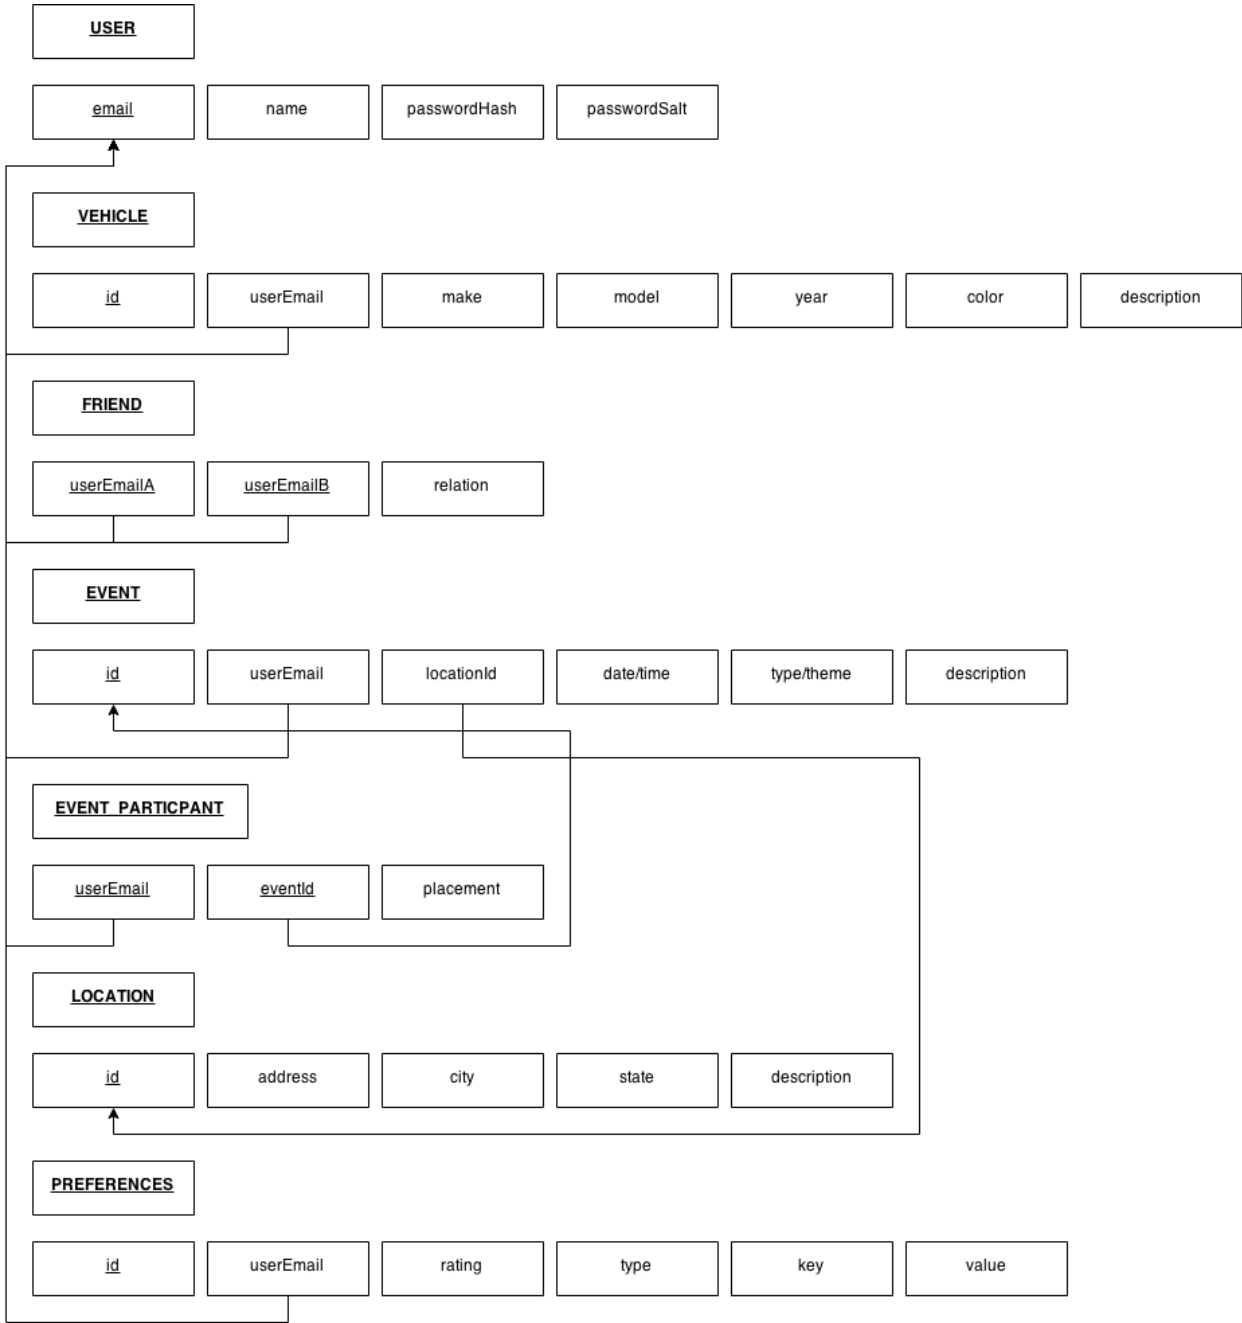 USER
email name passwordHash passwordSalt
VEHICLE
id userEmail make model year color description
FRIEND
userEmailA userEmailB relation
EVENT
id userEmail locationId date/time type/theme description
EVENT_PARTICPANT
userEmail eventId placement
LOCATION
id address city state description
PREFERENCES
id userEmail rating type key value